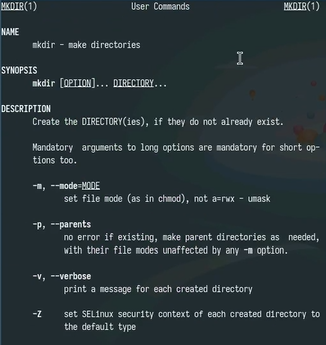 MKDIR(1) User Commands MKDIR(1)
NAME
mkdir - make directories
SYNOPSIS
mkdir [OPTION]... DIRECTORY...
DESCRIPTION
Create the DIRECTORY(ies), if they do not already exist.
Mandatory arguments to long options are mandatory for short op-
tions too.
-m, --mode=MODE
set file mode (as in chmod), not a=rwx - umask
-p, --parents
no error if existing, make parent directories as needed,
with their file modes unaffected by any -m option.
-v, --verbose
print a message for each created directory
-Z set SELinux security context of each created directory to
the default type